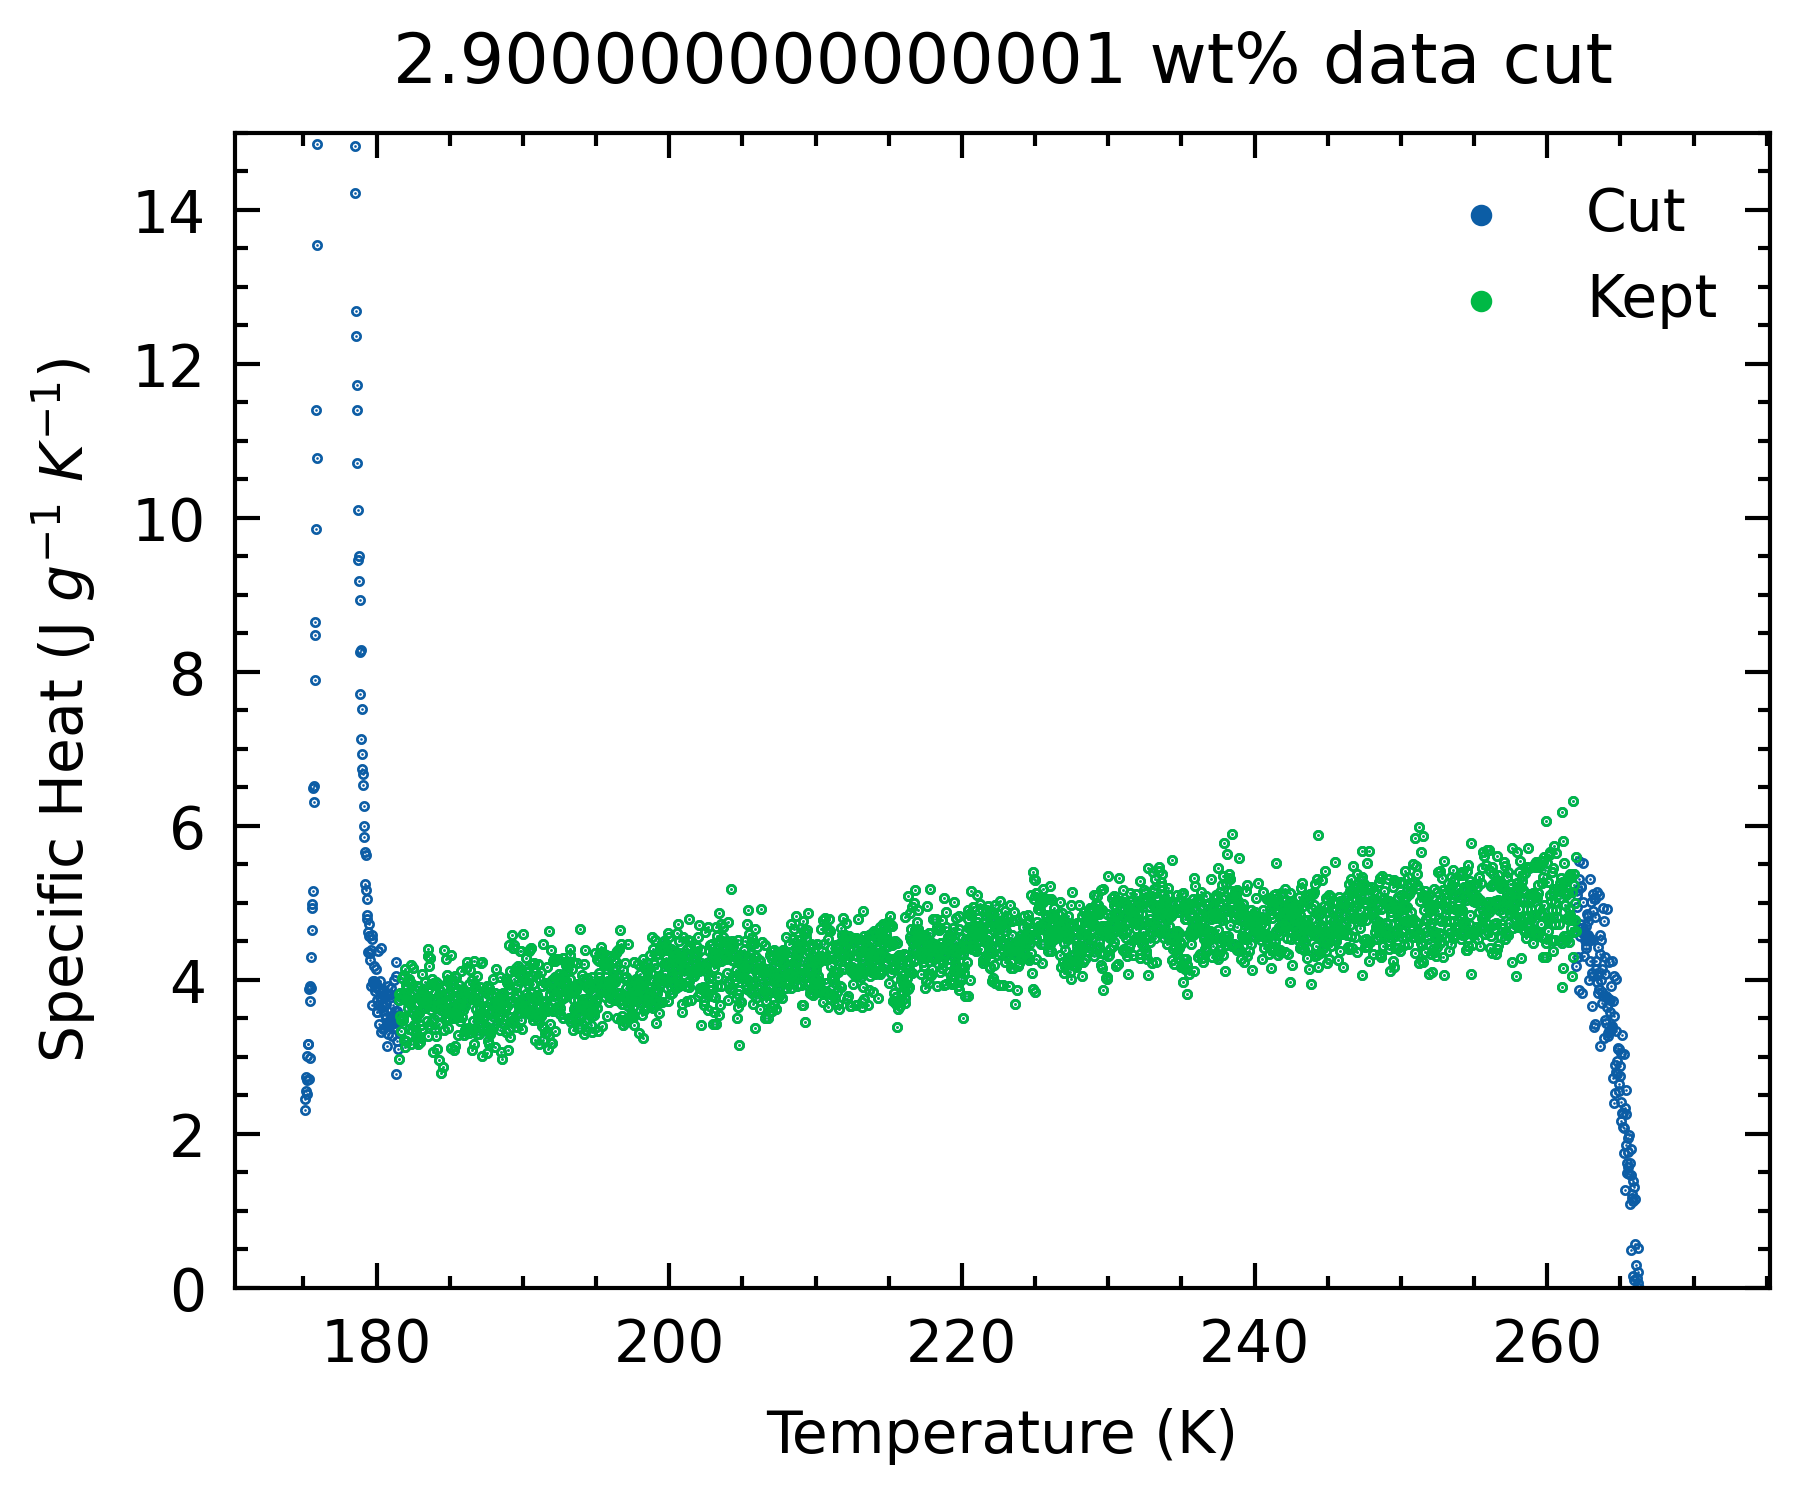 2.9000000000000001 wt% data cut
Specific Heat (J g⁻¹ K⁻¹)
14
12
10
8
6
4
2
0
Cut
Kept
180 200 220 240 260
Temperature (K)